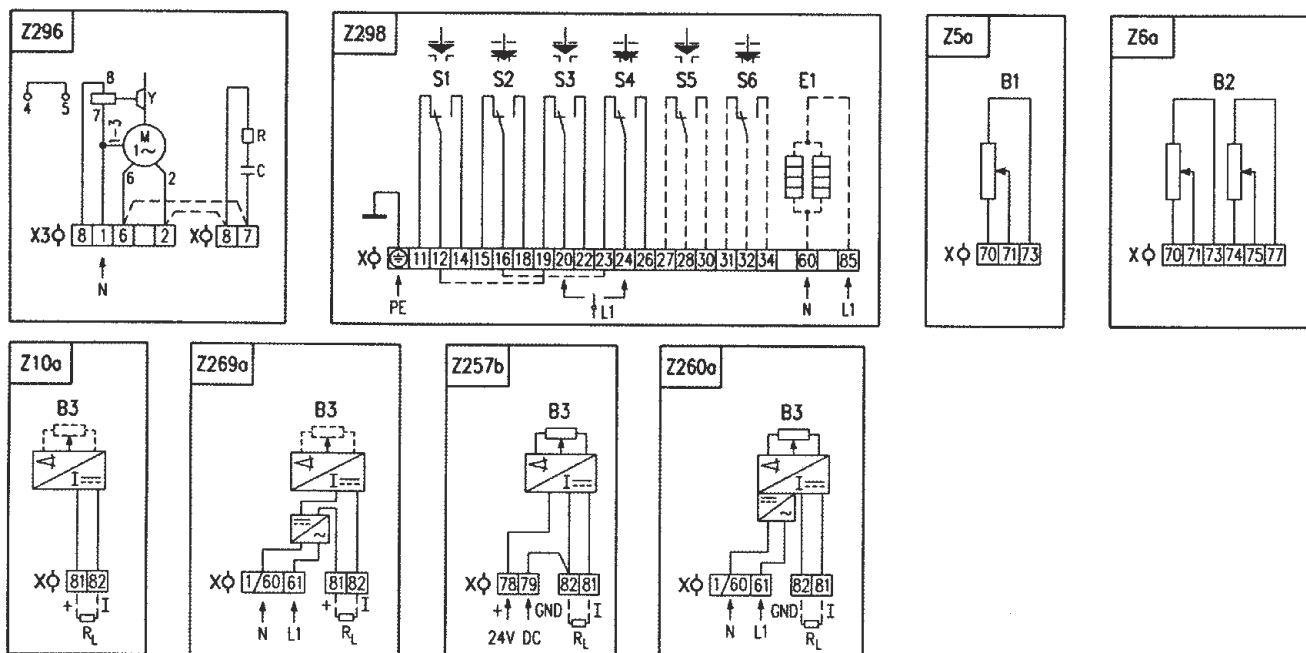 Z296
8
4 5
7
Y
1-3
M
1~
6 2
R
C
X3 8 1 6 2 X 8 7
N
Z298
S1 S2 S3 S4 S5 S6 E1
X 11 12 14 15 16 18 19 20 22 23 24 26 27 28 30 31 32 34 60 85
PE L1 N L1
Z5a
B1
X 70 71 73
Z6a
B2
X 70 71 73 74 75 77
Z10a
B3
I
X 81 82
+ I
RL
Z269a
B3
I
~
X 1/60 61 81 82
N L1 + I
RL
Z257b
B3
I
X 78 79 82 81
+ GND I
24V DC RL
Z260a
B3
I
~
X 1/60 61 82 81
N L1 GND I
RL